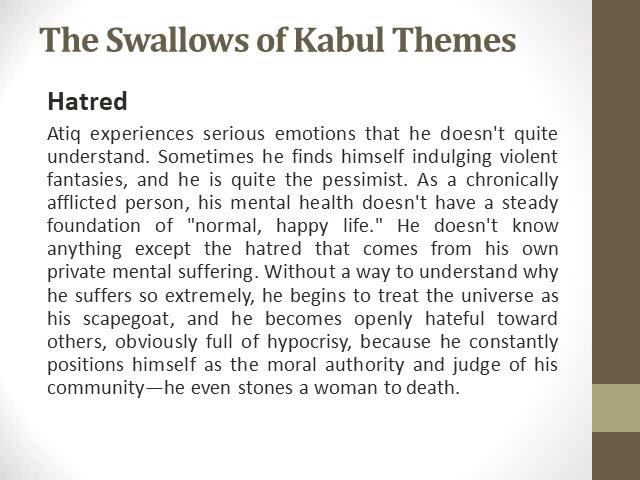 The Swallows of Kabul Themes
Hatred
Atiq experiences serious emotions that he doesn't quite
understand. Sometimes he finds himself indulging violent
fantasies, and he is quite the pessimist. As a chronically
afflicted person, his mental health doesn't have a steady
foundation of "normal, happy life." He doesn't know
anything except the hatred that comes from his own
private mental suffering. Without a way to understand why
he suffers so extremely, he begins to treat the universe as
his scapegoat, and he becomes openly hateful toward
others, obviously full of hypocrisy, because he constantly
positions himself as the moral authority and judge of his
community—he even stones a woman to death.